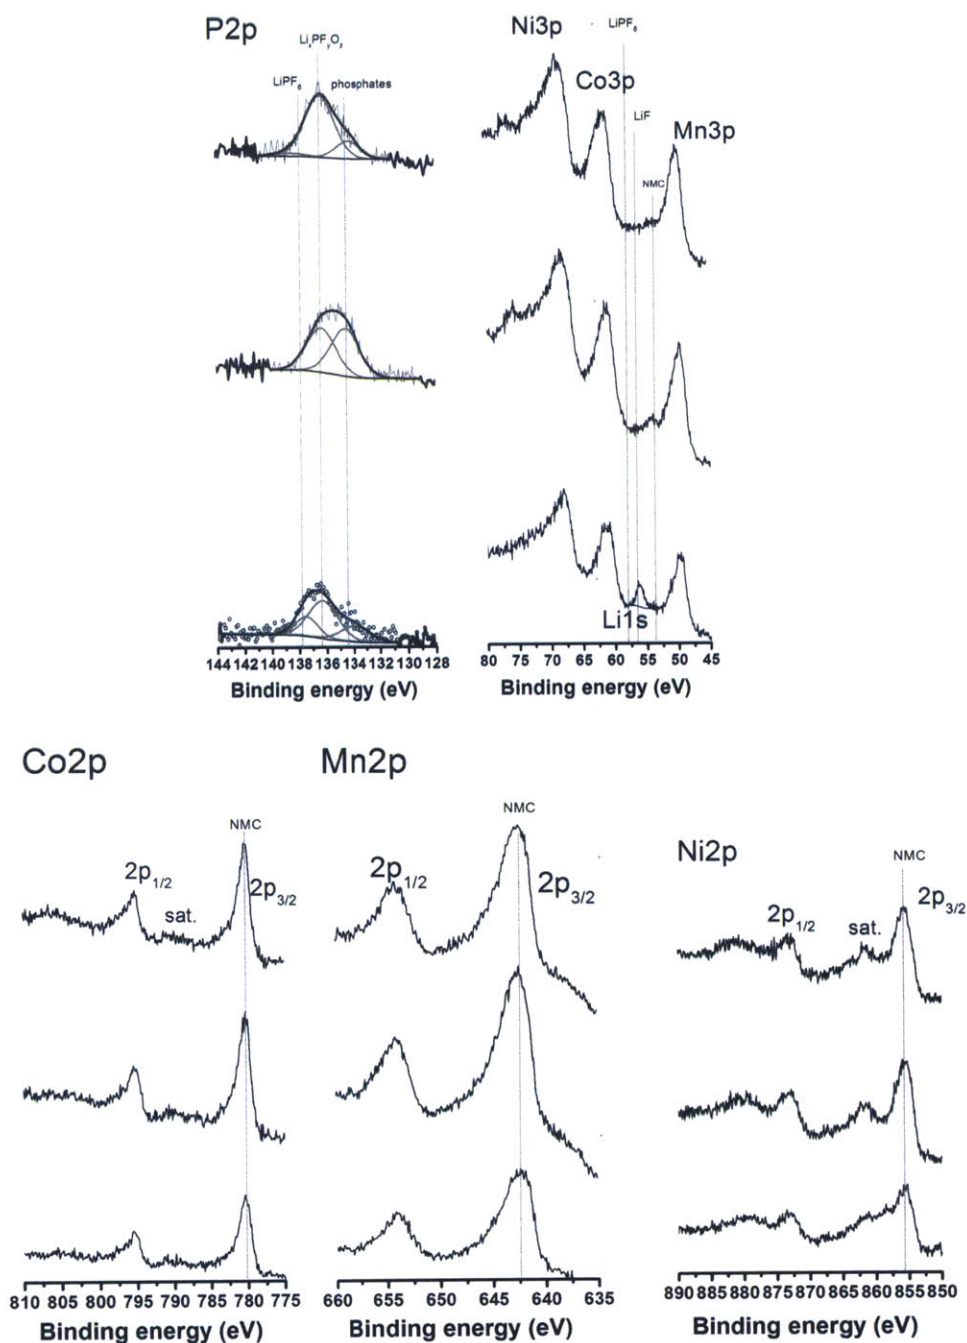 P2p
LiₓPFᵧO_z
LiPF₆
phosphates
144 142 140 138 136 134 132 130 128
Binding energy (eV)
Ni3p
LiPF₆
Co3p
LiF
Mn3p
NMC
Li1s
80 75 70 65 60 55 50 45
Binding energy (eV)
Co2p
NMC
2p₁/₂
2p₃/₂
sat.
810 805 800 795 790 785 780 775
Binding energy (eV)
Mn2p
NMC
2p₁/₂
2p₃/₂
660 655 650 645 640 635
Binding energy (eV)
Ni2p
NMC
2p₃/₂
2p₁/₂
sat.
890 885 880 875 870 865 860 855 850
Binding energy (eV)